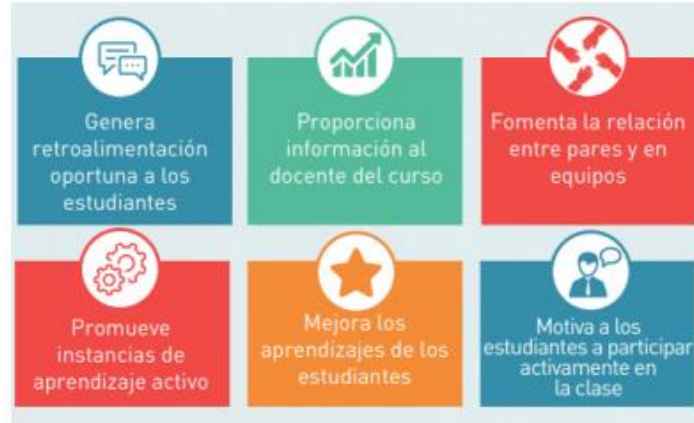 Genera
retroalimentación
oportuna a los
estudiantes
Proporciona
información al
docente del curso
Fomenta la relación
entre pares y en
equipos
Promueve
instancias de
aprendizaje activo
Mejora los
aprendizajes de los
estudiantes
Motiva a los
estudiantes a participar
activamente en
la clase